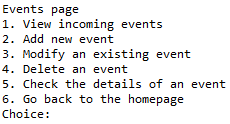 Events page
1. View incoming events
2. Add new event
3. Modify an existing event
4. Delete an event
5. Check the details of an event
6. Go back to the homepage
Choice: